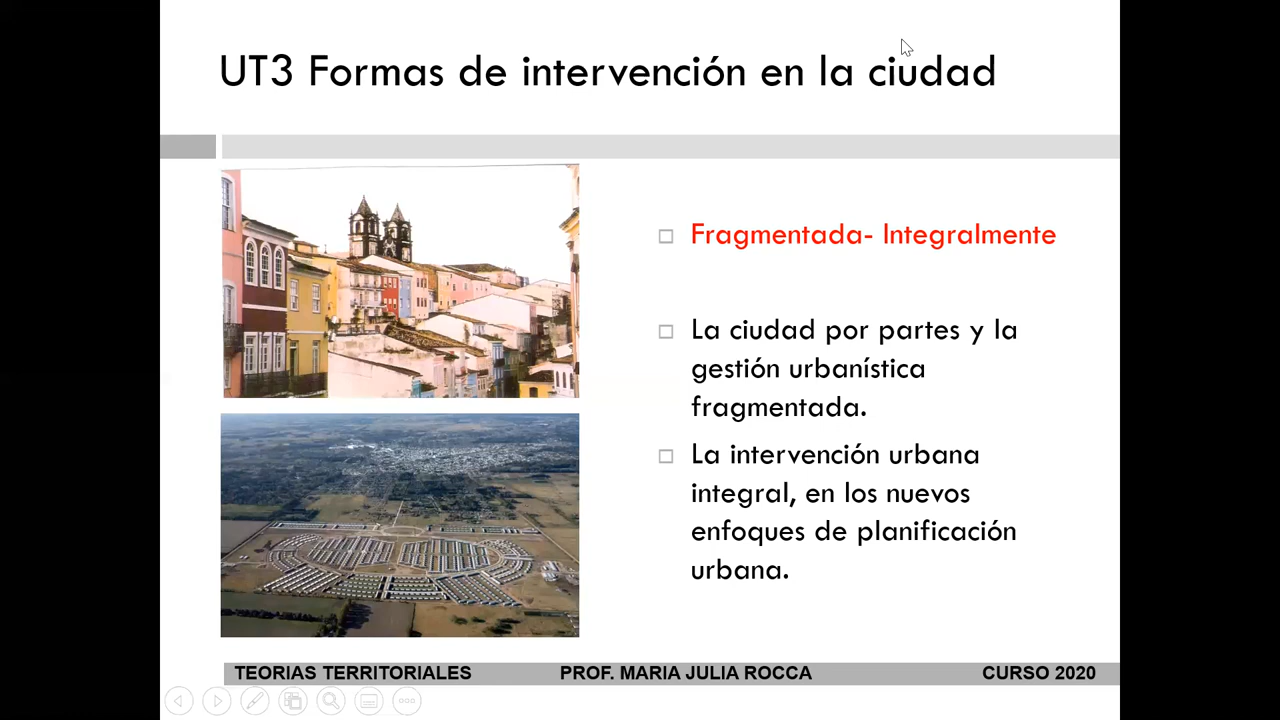 UT3 Formas de intervención en la ciudad
Fragmentada- Integralmente
La ciudad por partes y la
gestión urbanística
fragmentada.
La intervención urbana
integral, en los nuevos
enfoques de planificación
urbana.
TEORIAS TERRITORIALES PROF. MARIA JULIA ROCCA CURSO 2020